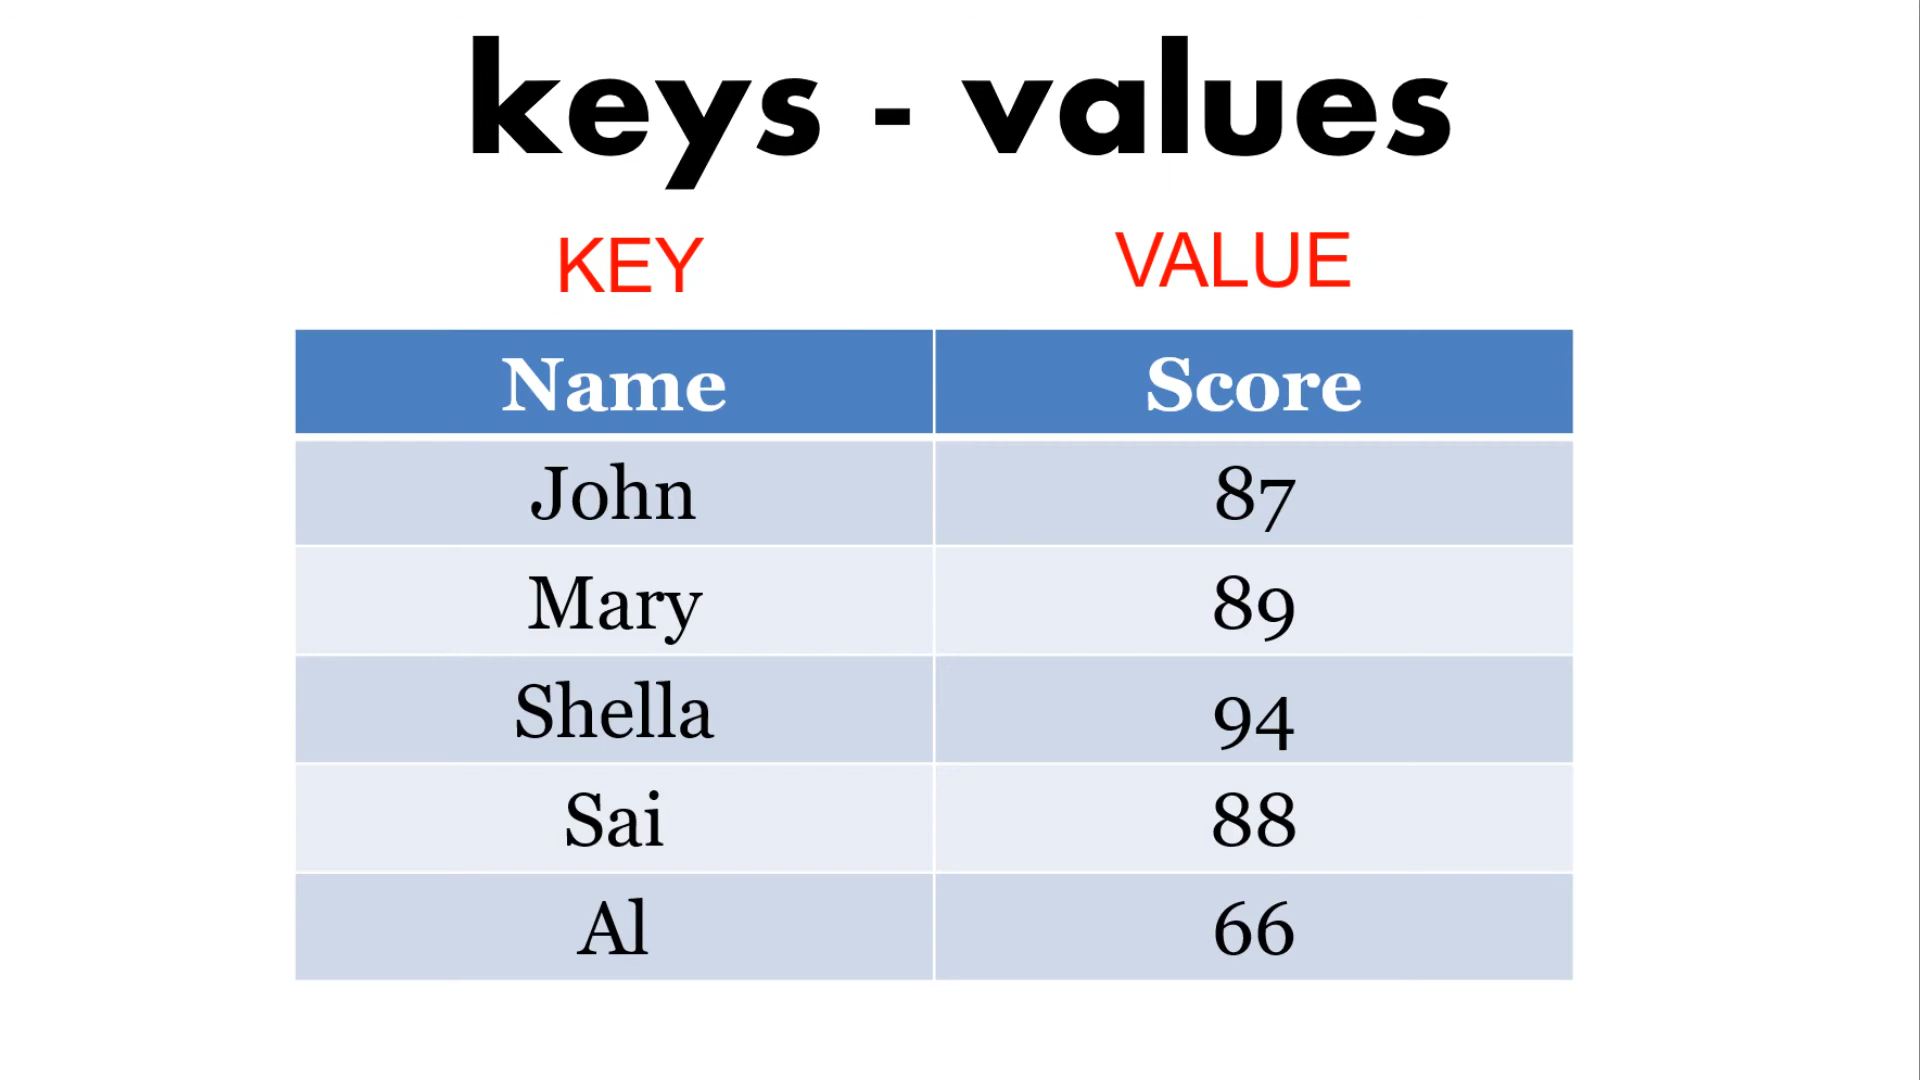 keys - values
KEY VALUE
Name Score
John 87
Mary 89
Shella 94
Sai 88
Al 66